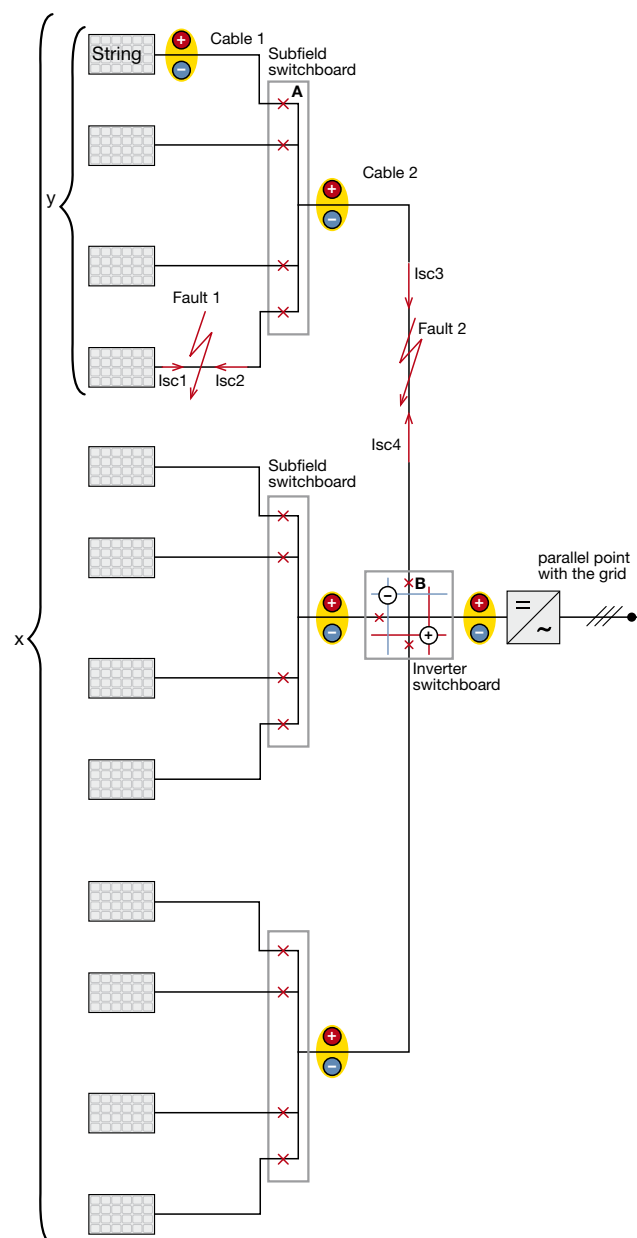 String
+
−
Cable 1
Subfield
switchboard
A
y
+
−
Cable 2
Isc3
Fault 1
Fault 2
Isc1
Isc2
Isc4
Subfield
switchboard
x
+
−
B
−
+
+
−
parallel point
with the grid
=
~
Inverter
switchboard
+
−